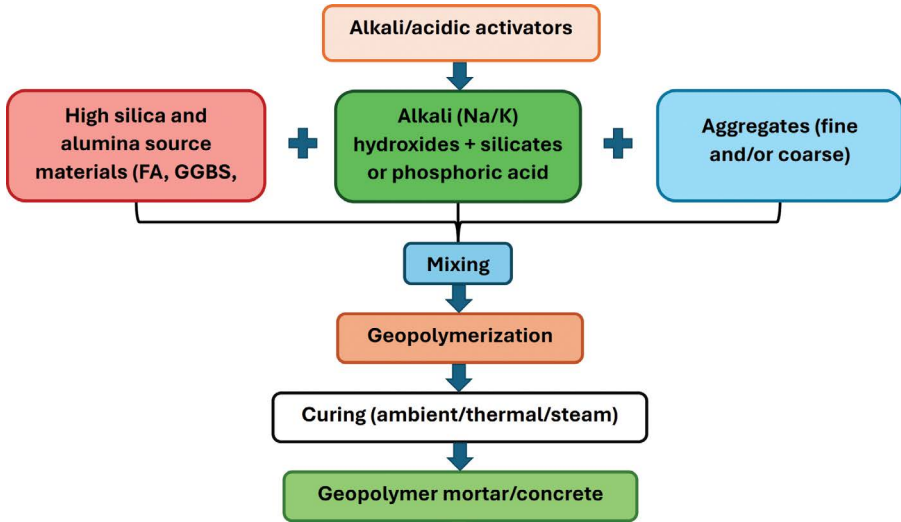 Alkali/acidic activators
High silica and
alumina source
materials (FA, GGBS,
Alkali (Na/K)
hydroxides + silicates
or phosphoric acid
Aggregates (fine
and/or coarse)
Mixing
Geopolymerization
Curing (ambient/thermal/steam)
Geopolymer mortar/concrete